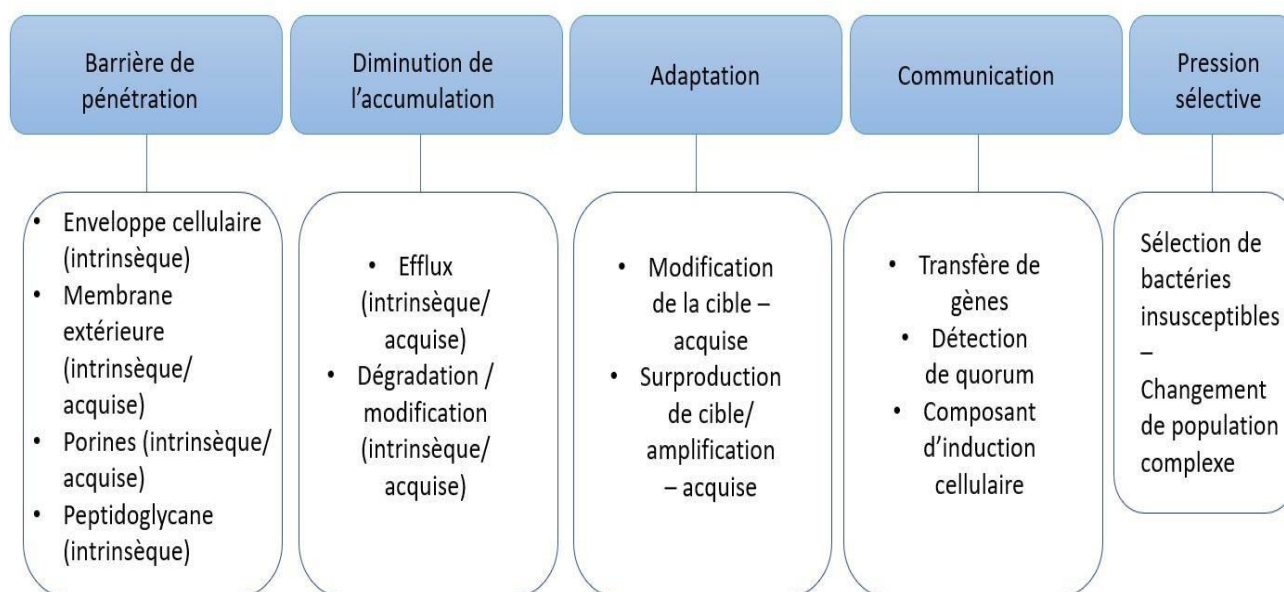 Barrière de
pénétration
Diminution de
l'accumulation
Adaptation
Communication
Pression
sélective
• Enveloppe cellulaire
(intrinsèque)
• Membrane
extérieure
(intrinsèque/
acquise)
• Porines (intrinsèque/
acquise)
• Peptidoglycane
(intrinsèque)
• Efflux
(intrinsèque/
acquise)
• Dégradation /
modification
(intrinsèque/
acquise)
• Modification
de la cible –
acquise
• Surproduction
de cible/
amplification
– acquise
• Transfère de
gènes
• Détection
de quorum
• Composant
d'induction
cellulaire
Sélection de
bactéries
insusceptibles
–
Changement
de population
complexe